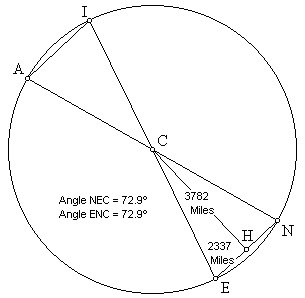 I
A
C
3782
Miles
Angle NEC = 72.9°
Angle ENC = 72.9°
N
H
2337
Miles
E